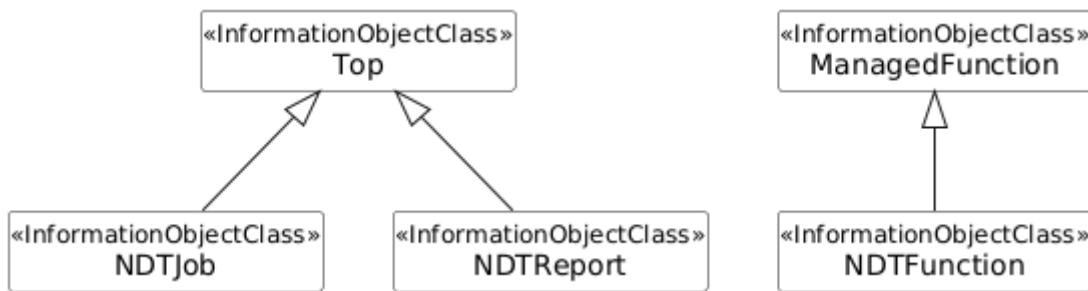 «InformationObjectClass»
Top
«InformationObjectClass»
ManagedFunction
«InformationObjectClass»
NDTJob
«InformationObjectClass»
NDTReport
«InformationObjectClass»
NDTFunction